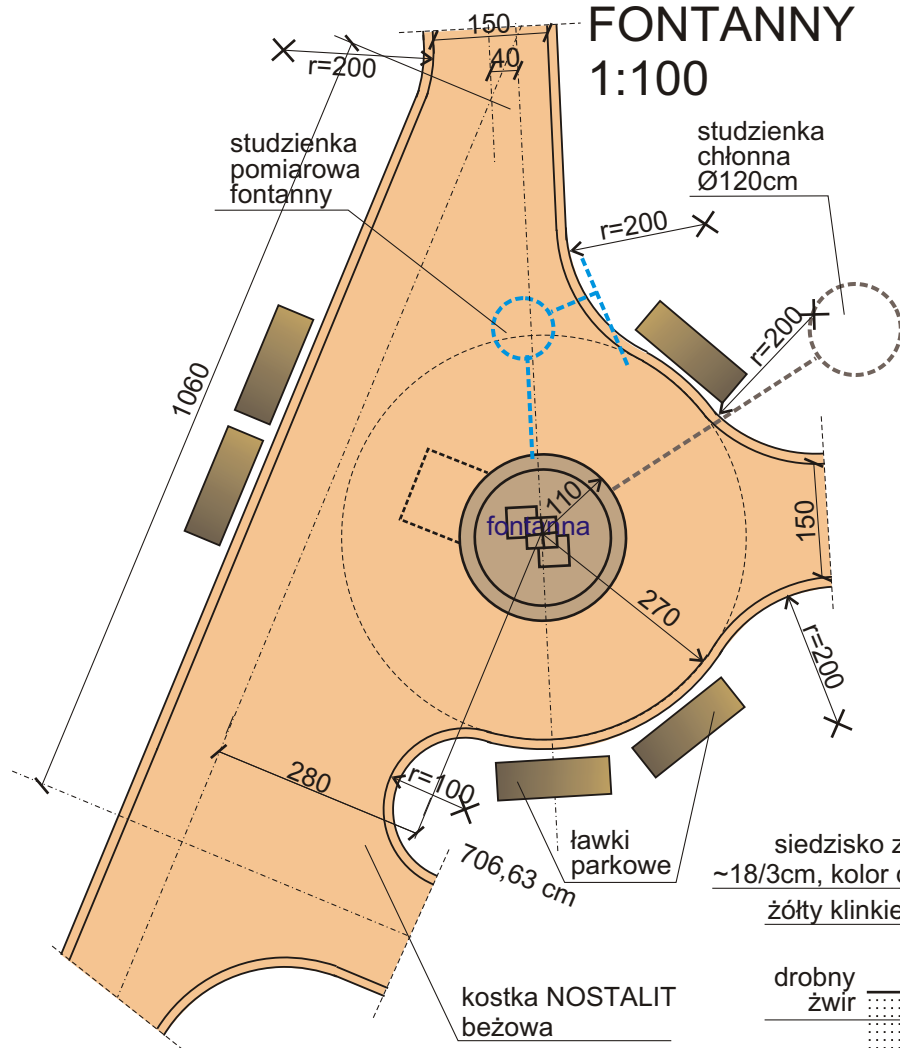 FONTANNY
1:100
150
40
r=200
studzienka
pomiarowa
fontanny
studzienka
chłonna
Ø120cm
r=200
r=200
1060
110
fontanna
150
270
r=200
280
r=100
706,63 cm
ławki
parkowe
siedzisko z
~18/3cm, kolor
żółty klinkie
drobny
żwir
kostka NOSTALIT
beżowa